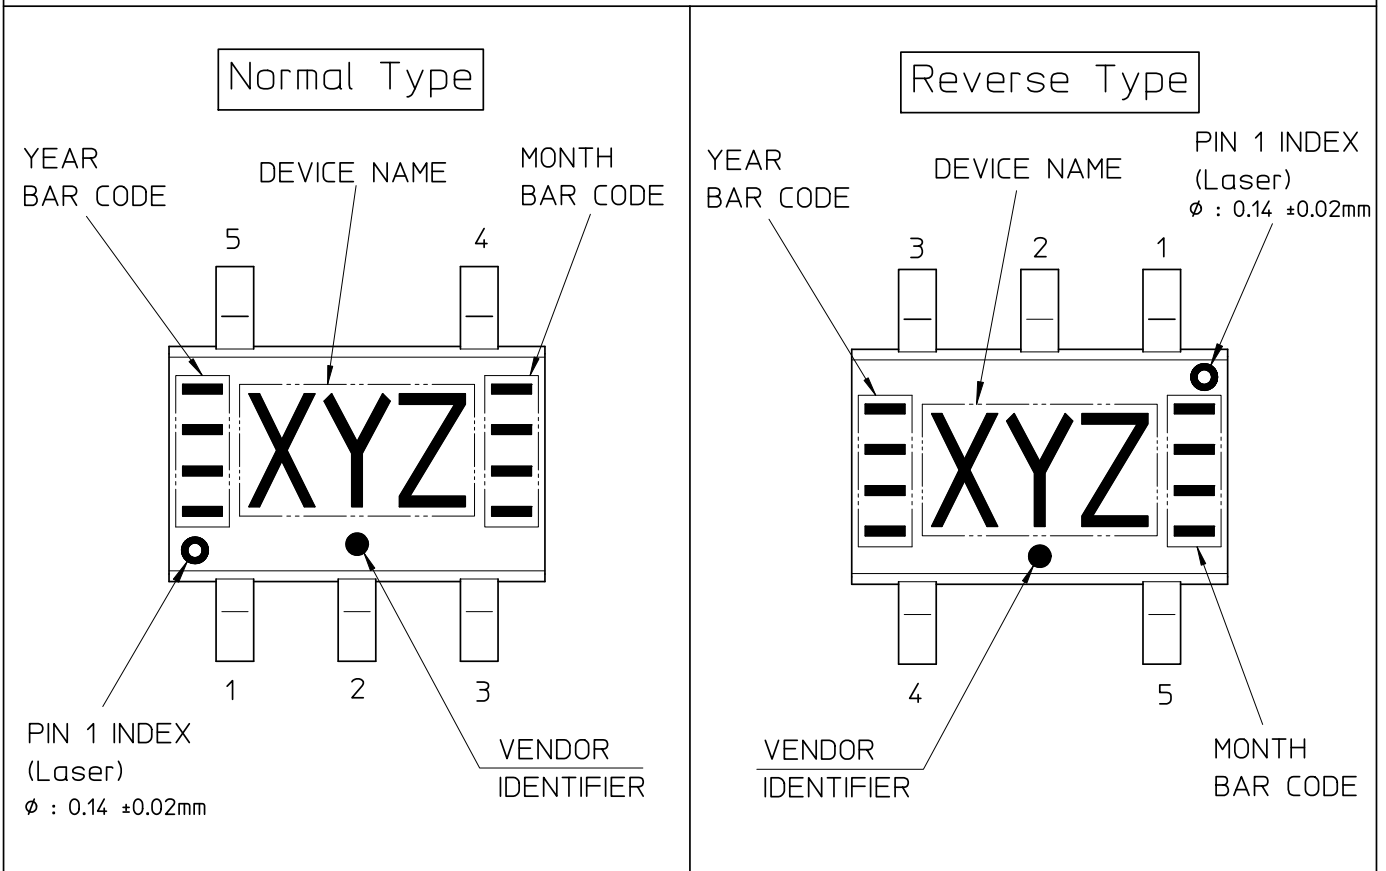 Normal Type
YEAR
BAR CODE
DEVICE NAME
MONTH
BAR CODE
5
4
XYZ
1
2
3
PIN 1 INDEX
(Laser)
Ø : 0.14 ±0.02mm
VENDOR
IDENTIFIER
Reverse Type
YEAR
BAR CODE
DEVICE NAME
PIN 1 INDEX
(Laser)
Ø : 0.14 ±0.02mm
3
2
1
XYZ
4
5
VENDOR
IDENTIFIER
MONTH
BAR CODE